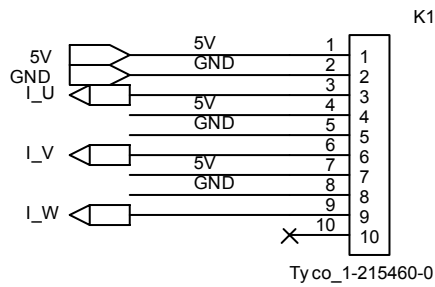 K1
5V 5V 1 1
GND GND 2 2
I_U 3 3
5V 4 4
GND 5 5
I_V 6 6
5V 7 7
GND 8 8
I_W 9 9
10 10
Tyco_1-215460-0